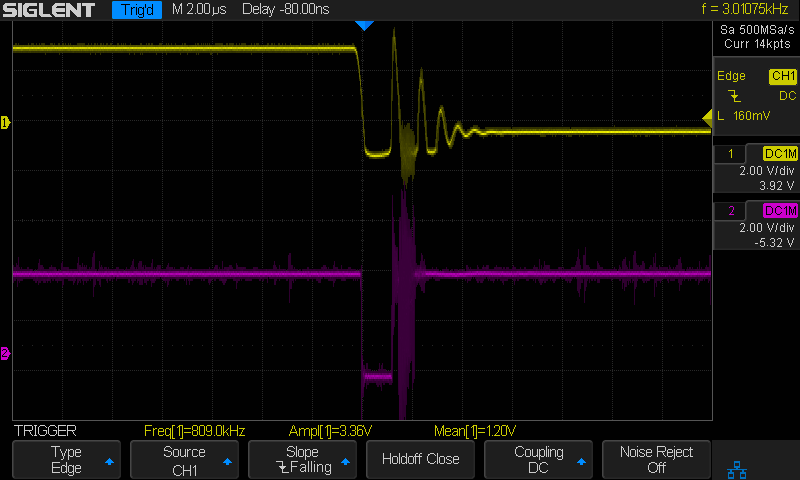 SIGLENT Trig'd M 2.00µs Delay -80.00ns f = 3.01075kHz
Sa 500MSa/s
Curr 14kpts
Edge CH1
DC
L 160mV
1
1 DC1M
2.00 V/div
3.92 V
2 DC1M
2.00 V/div
-5.32 V
2
TRIGGER Freq[1]=809.0kHz Ampl[1]=3.36V Mean[1]=1.20V
Type Source Slope Holdoff Close Coupling Noise Reject
Edge CH1 Falling DC Off